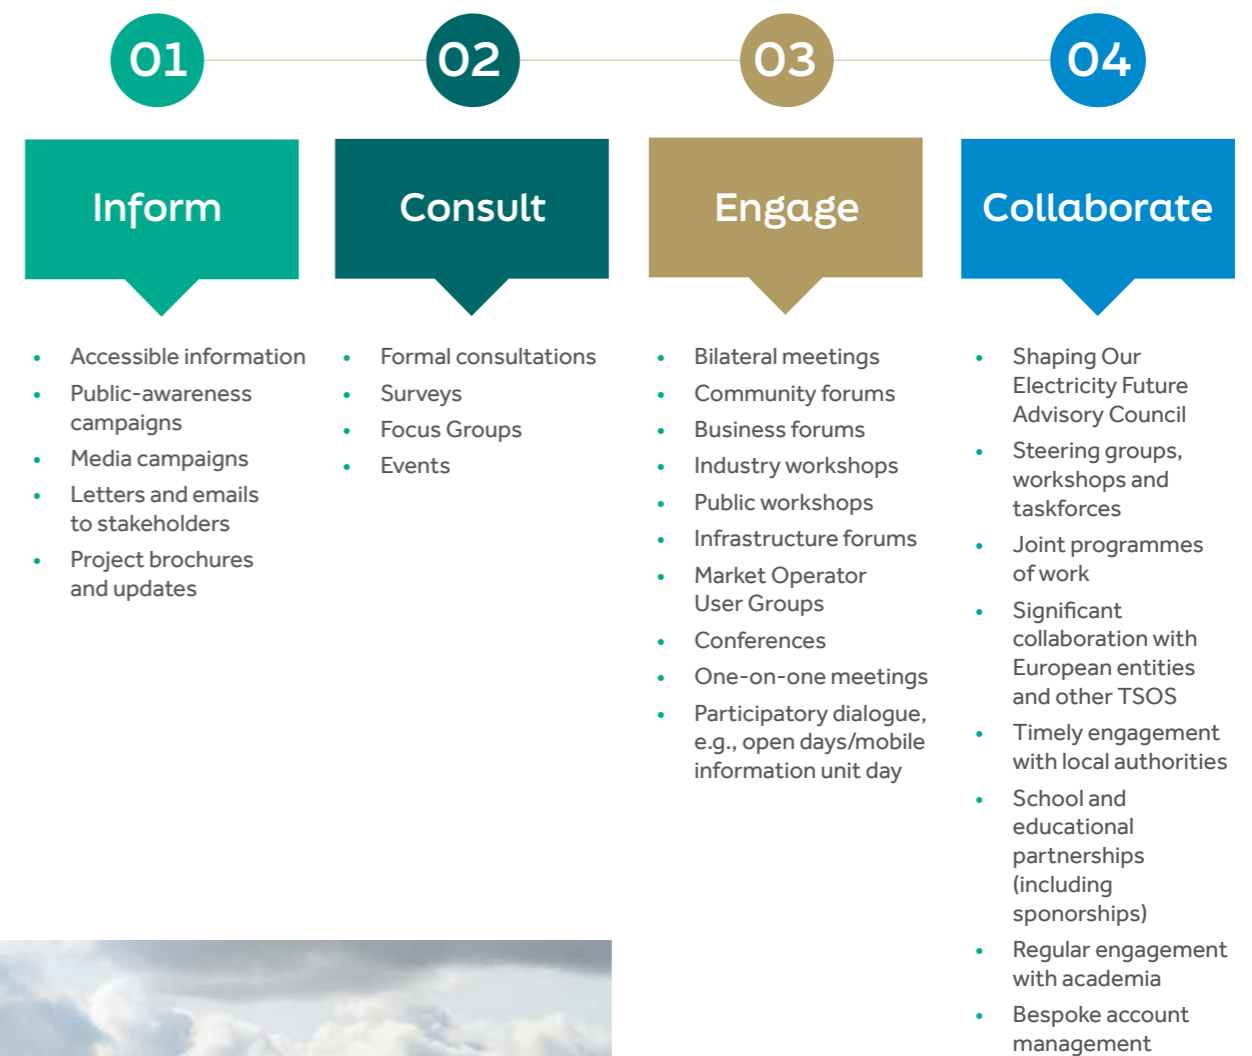 01
Inform
• Accessible information
• Public-awareness
campaigns
• Media campaigns
• Letters and emails
to stakeholders
• Project brochures
and updates
02
Consult
• Formal consultations
• Surveys
• Focus Groups
• Events
03
Engage
• Bilateral meetings
• Community forums
• Business forums
• Industry workshops
• Public workshops
• Infrastructure forums
• Market Operator
User Groups
• Conferences
• One-on-one meetings
• Participatory dialogue,
e.g., open days/mobile
information unit day
04
Collaborate
• Shaping Our
Electricity Future
Advisory Council
• Steering groups,
workshops and
taskforces
• Joint programmes
of work
• Significant
collaboration with
European entities
and other TSOS
• Timely engagement
with local authorities
• School and
educational
partnerships
(including
sponorships)
• Regular engagement
with academia
• Bespoke account
management